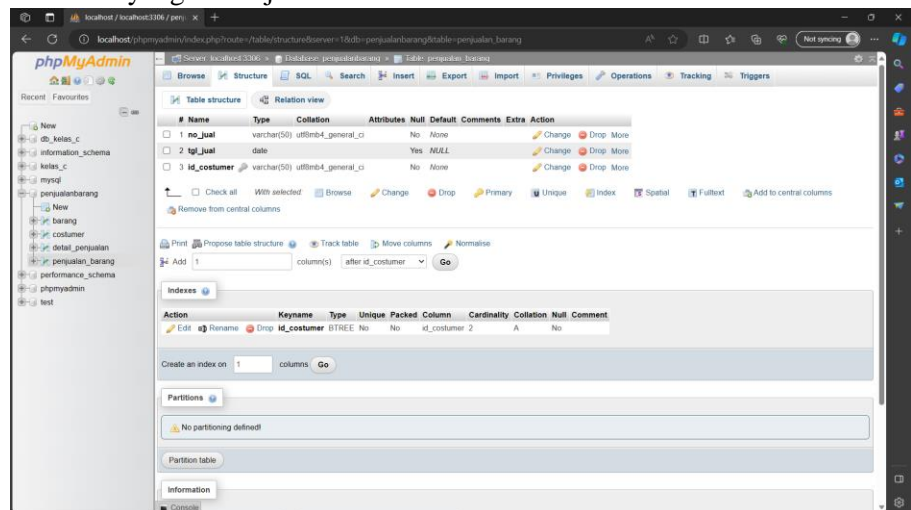 localhost / localhost:3306 / penj
localhost/phpmyadmin/index.php?route=/table/structure&server=1&db=penjualanbarang&table=penjualan_barang
Not syncing
phpMyAdmin
Recent Favourites
New
db_kelas_c
information_schema
kelas_c
mysql
penjualanbarang
New
barang
costumer
detail_penjualan
penjualan_barang
performance_schema
phpmyadmin
test
Server: localhost:3306 » Database: penjualanbarang » Table: penjualan_barang
Browse Structure SQL Search Insert Export Import Privileges Operations Tracking Triggers
Table structure Relation view
# Name Type Collation Attributes Null Default Comments Extra Action
1 no_jual varchar(50) utf8mb4_general_ci No None Change Drop More
2 tgl_jual date Yes NULL Change Drop More
3 id_costumer varchar(50) utf8mb4_general_ci No None Change Drop More
Check all With selected: Browse Change Drop Primary Unique Index Spatial Fulltext Add to central columns
Remove from central columns
Print Propose table structure Track table Move columns Normalise
Add 1 column(s) after id_costumer Go
Indexes
Action Keyname Type Unique Packed Column Cardinality Collation Null Comment
Edit Rename Drop id_costumer BTREE No No id_costumer 2 A No
Create an index on 1 columns Go
Partitions
No partitioning defined!
Partition table
Information
Console